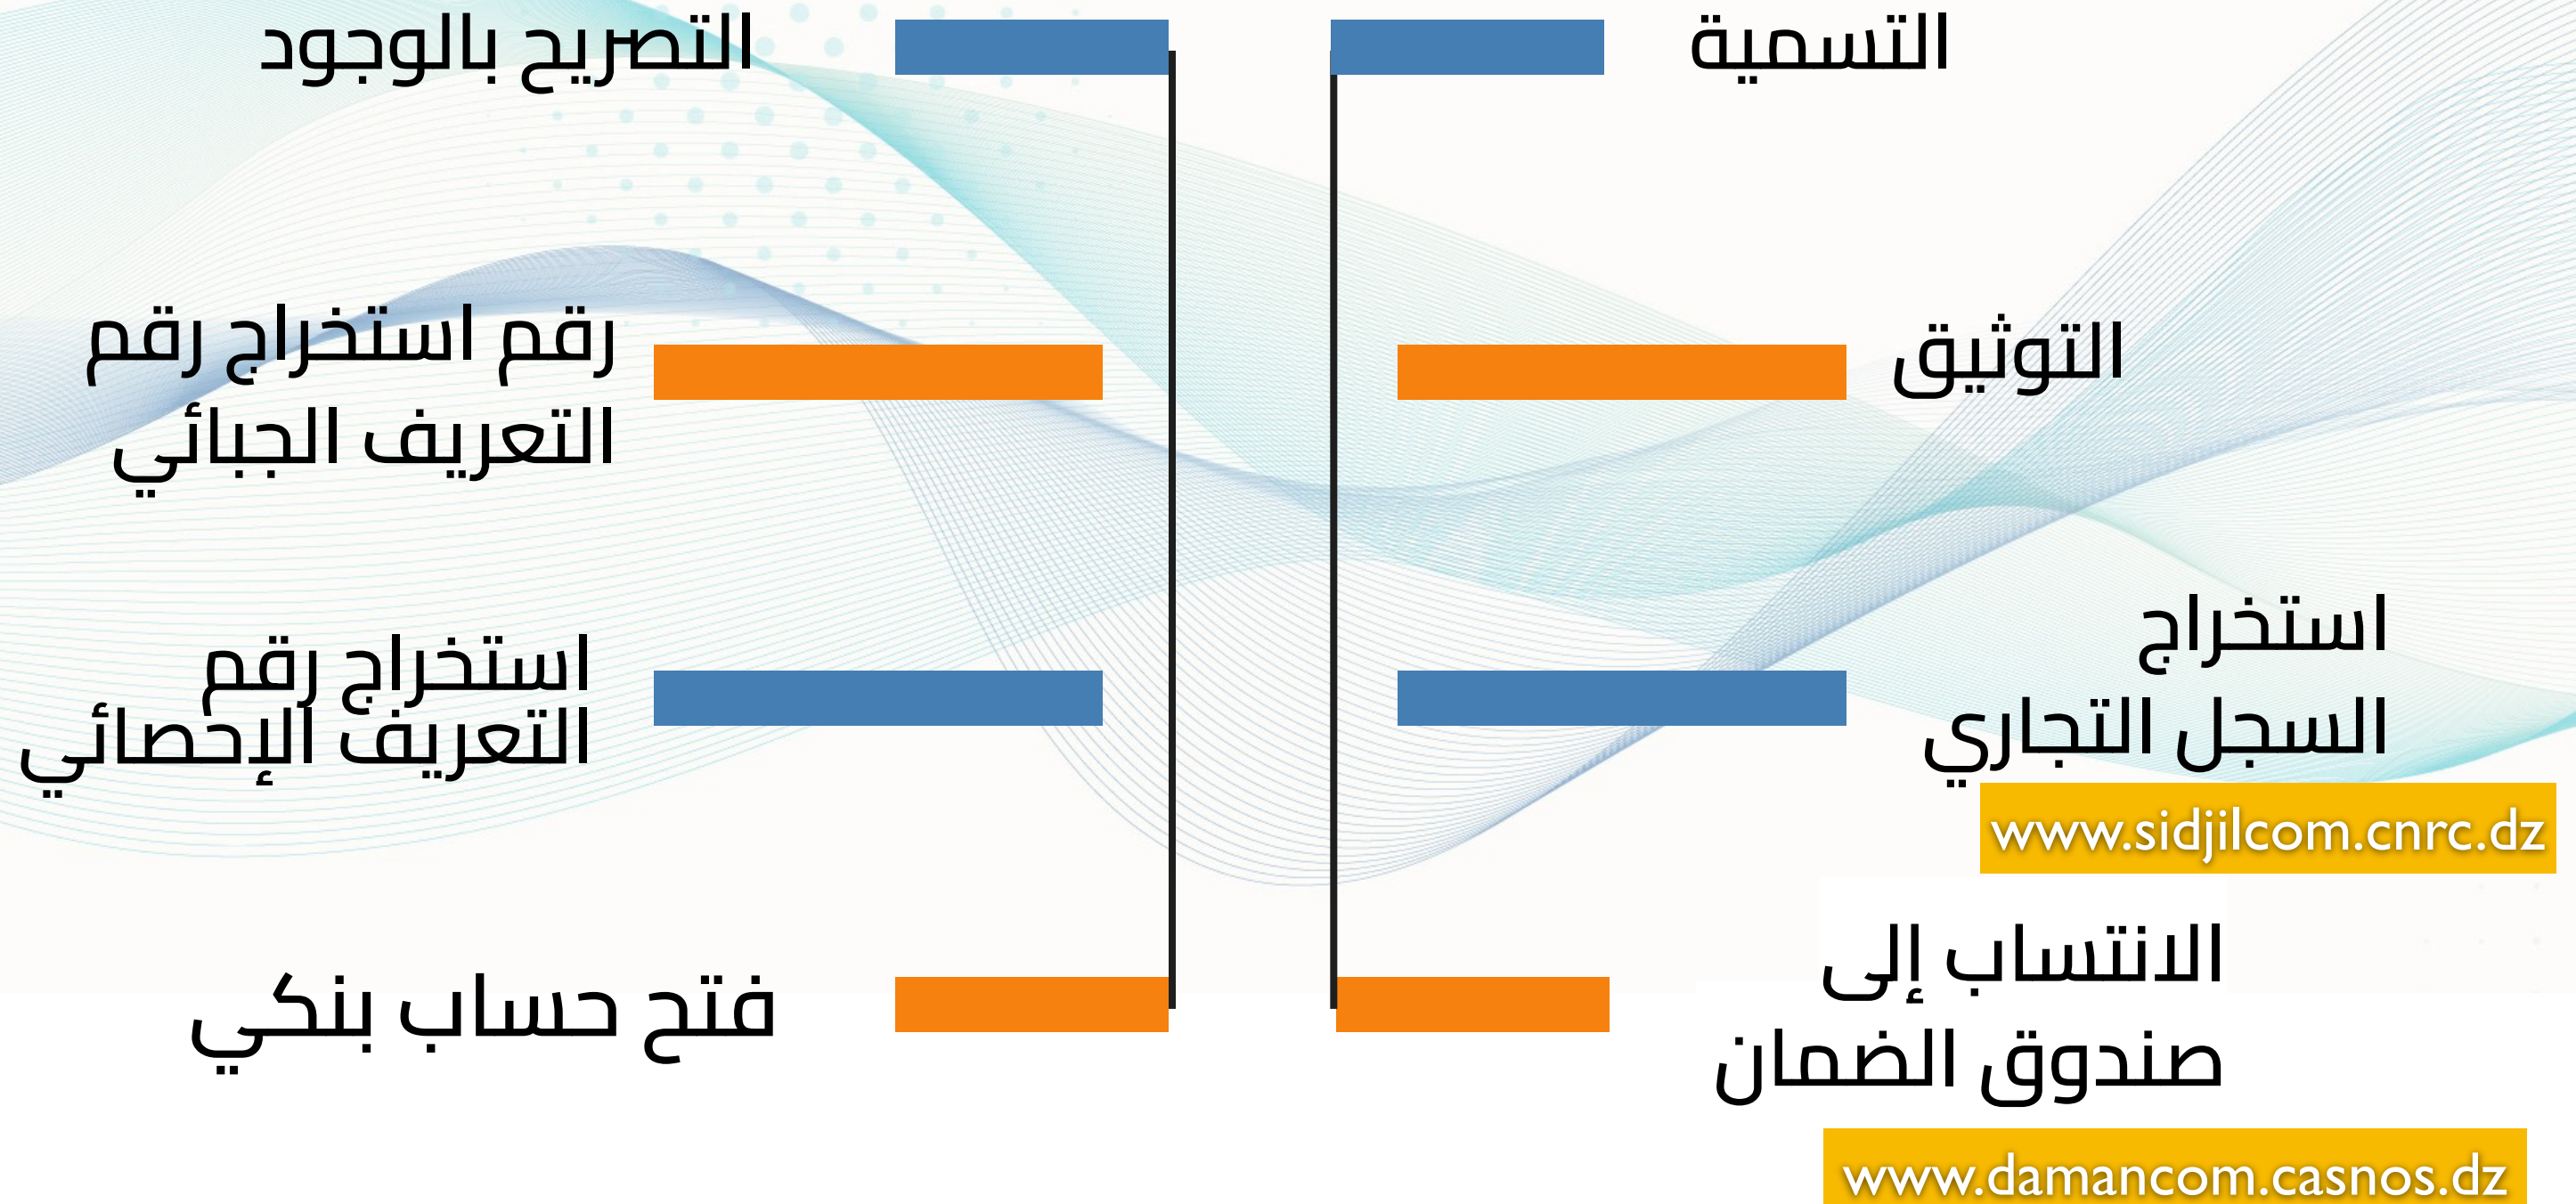 التسمية
التوثيق
استخراج
السجل التجاري
www.sidjilcom.cnrc.dz
الانتساب إلى
صندوق الضمان
www.damancom.casnos.dz
التصريح بالوجود
رقم استخراج رقم
التعريف الجبائي
استخراج رقم
التعريف الإحصائي
فتح حساب بنكي